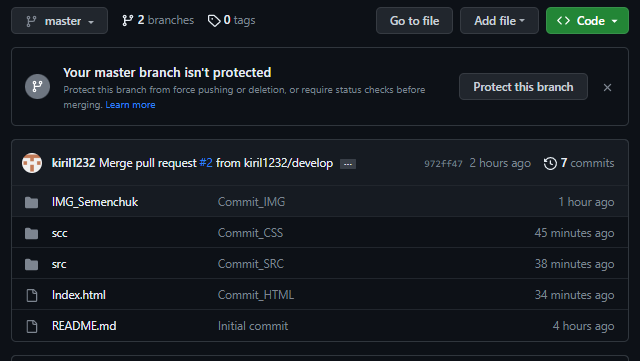 master 2 branches 0 tags Go to file Add file Code
Your master branch isn't protected
Protect this branch from force pushing or deletion, or require status checks before
merging. Learn more
Protect this branch
kiril1232 Merge pull request #2 from kiril1232/develop ... 972ff47 2 hours ago 7 commits
IMG_Semenchuk Commit_IMG 1 hour ago
scc Commit_CSS 45 minutes ago
src Commit_SRC 38 minutes ago
Index.html Commit_HTML 34 minutes ago
README.md Initial commit 4 hours ago